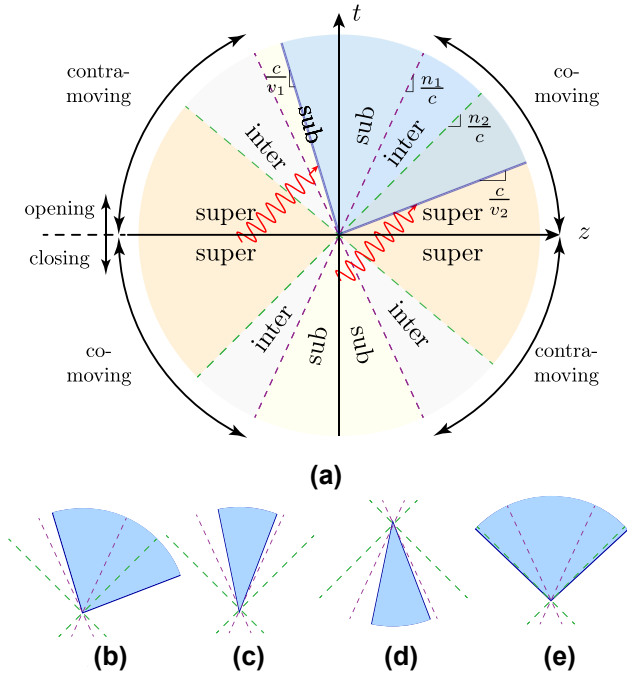 t
contra-
moving
co-
moving
c
v₁
n₁
c
n₂
c
sub
sub
inter
inter
super
super
c
v₂
opening
closing
z
super
super
inter
sub
sub
inter
co-
moving
contra-
moving
(a)
(b)
(c)
(d)
(e)